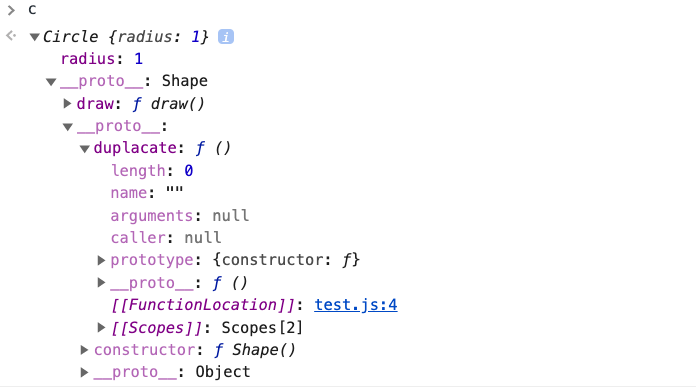 > c
Circle {radius: 1} i
radius: 1
__proto__: Shape
draw: ƒ draw()
__proto__:
duplacate: ƒ ()
length: 0
name: ""
arguments: null
caller: null
prototype: {constructor: ƒ}
__proto__: ƒ ()
[[FunctionLocation]]: test.js:4
[[Scopes]]: Scopes[2]
constructor: ƒ Shape()
__proto__: Object